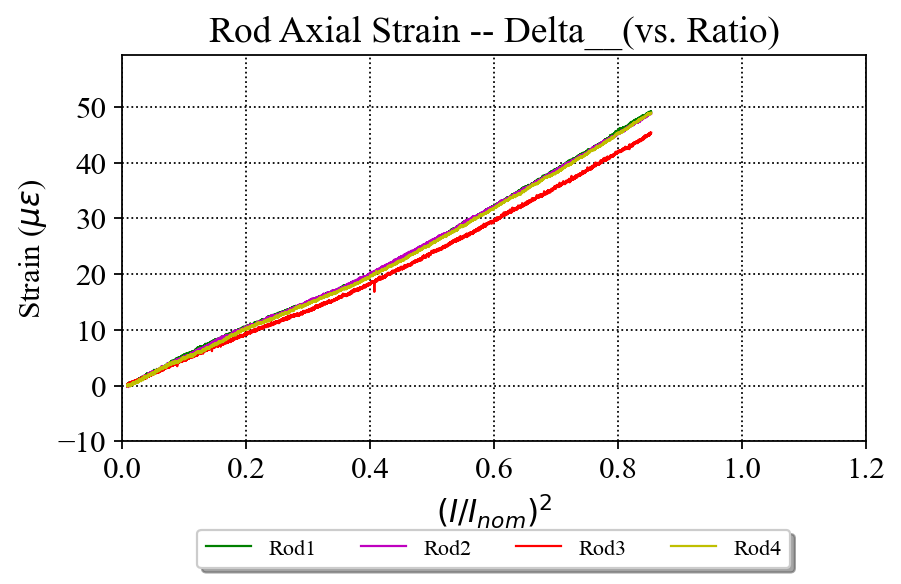 Rod Axial Strain -- Delta__(vs. Ratio)
Strain (με)
50
40
30
20
10
0
−10
0.0 0.2 0.4 0.6 0.8 1.0 1.2
(I/I_nom)²
Rod1 Rod2 Rod3 Rod4